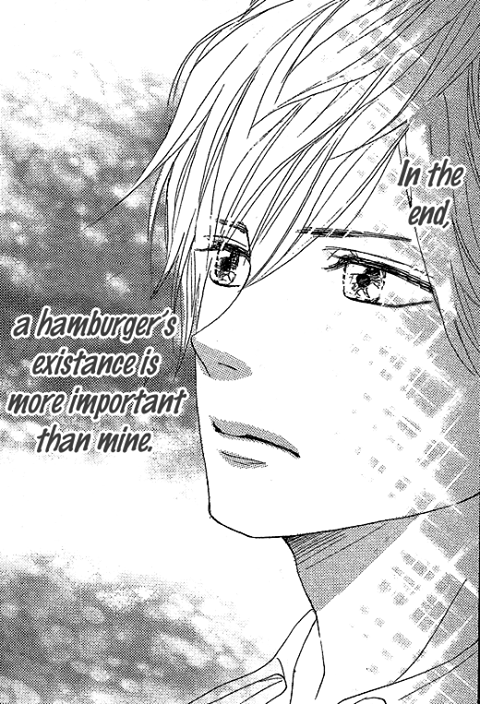 In the
end,
a hamburger's
existance is
more important
than mine.